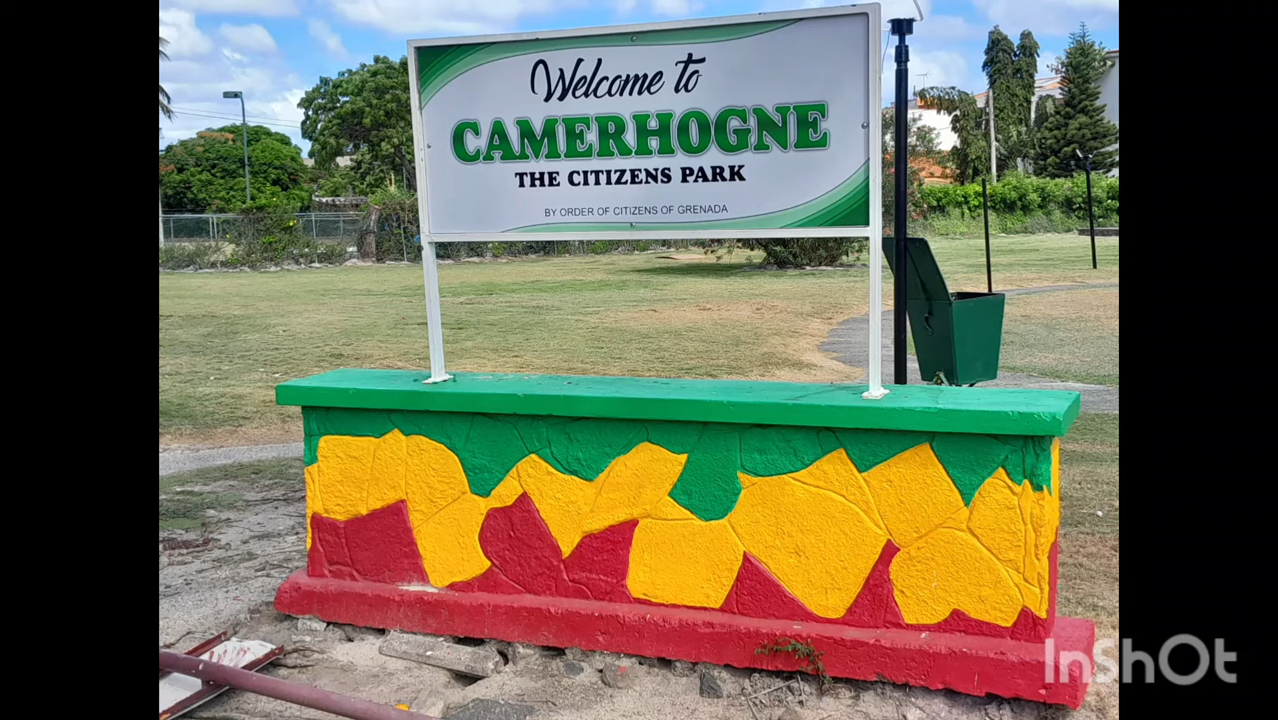 Welcome to
CAMERHOGNE
THE CITIZENS PARK
BY ORDER OF CITIZENS OF GRENADA
InShOt